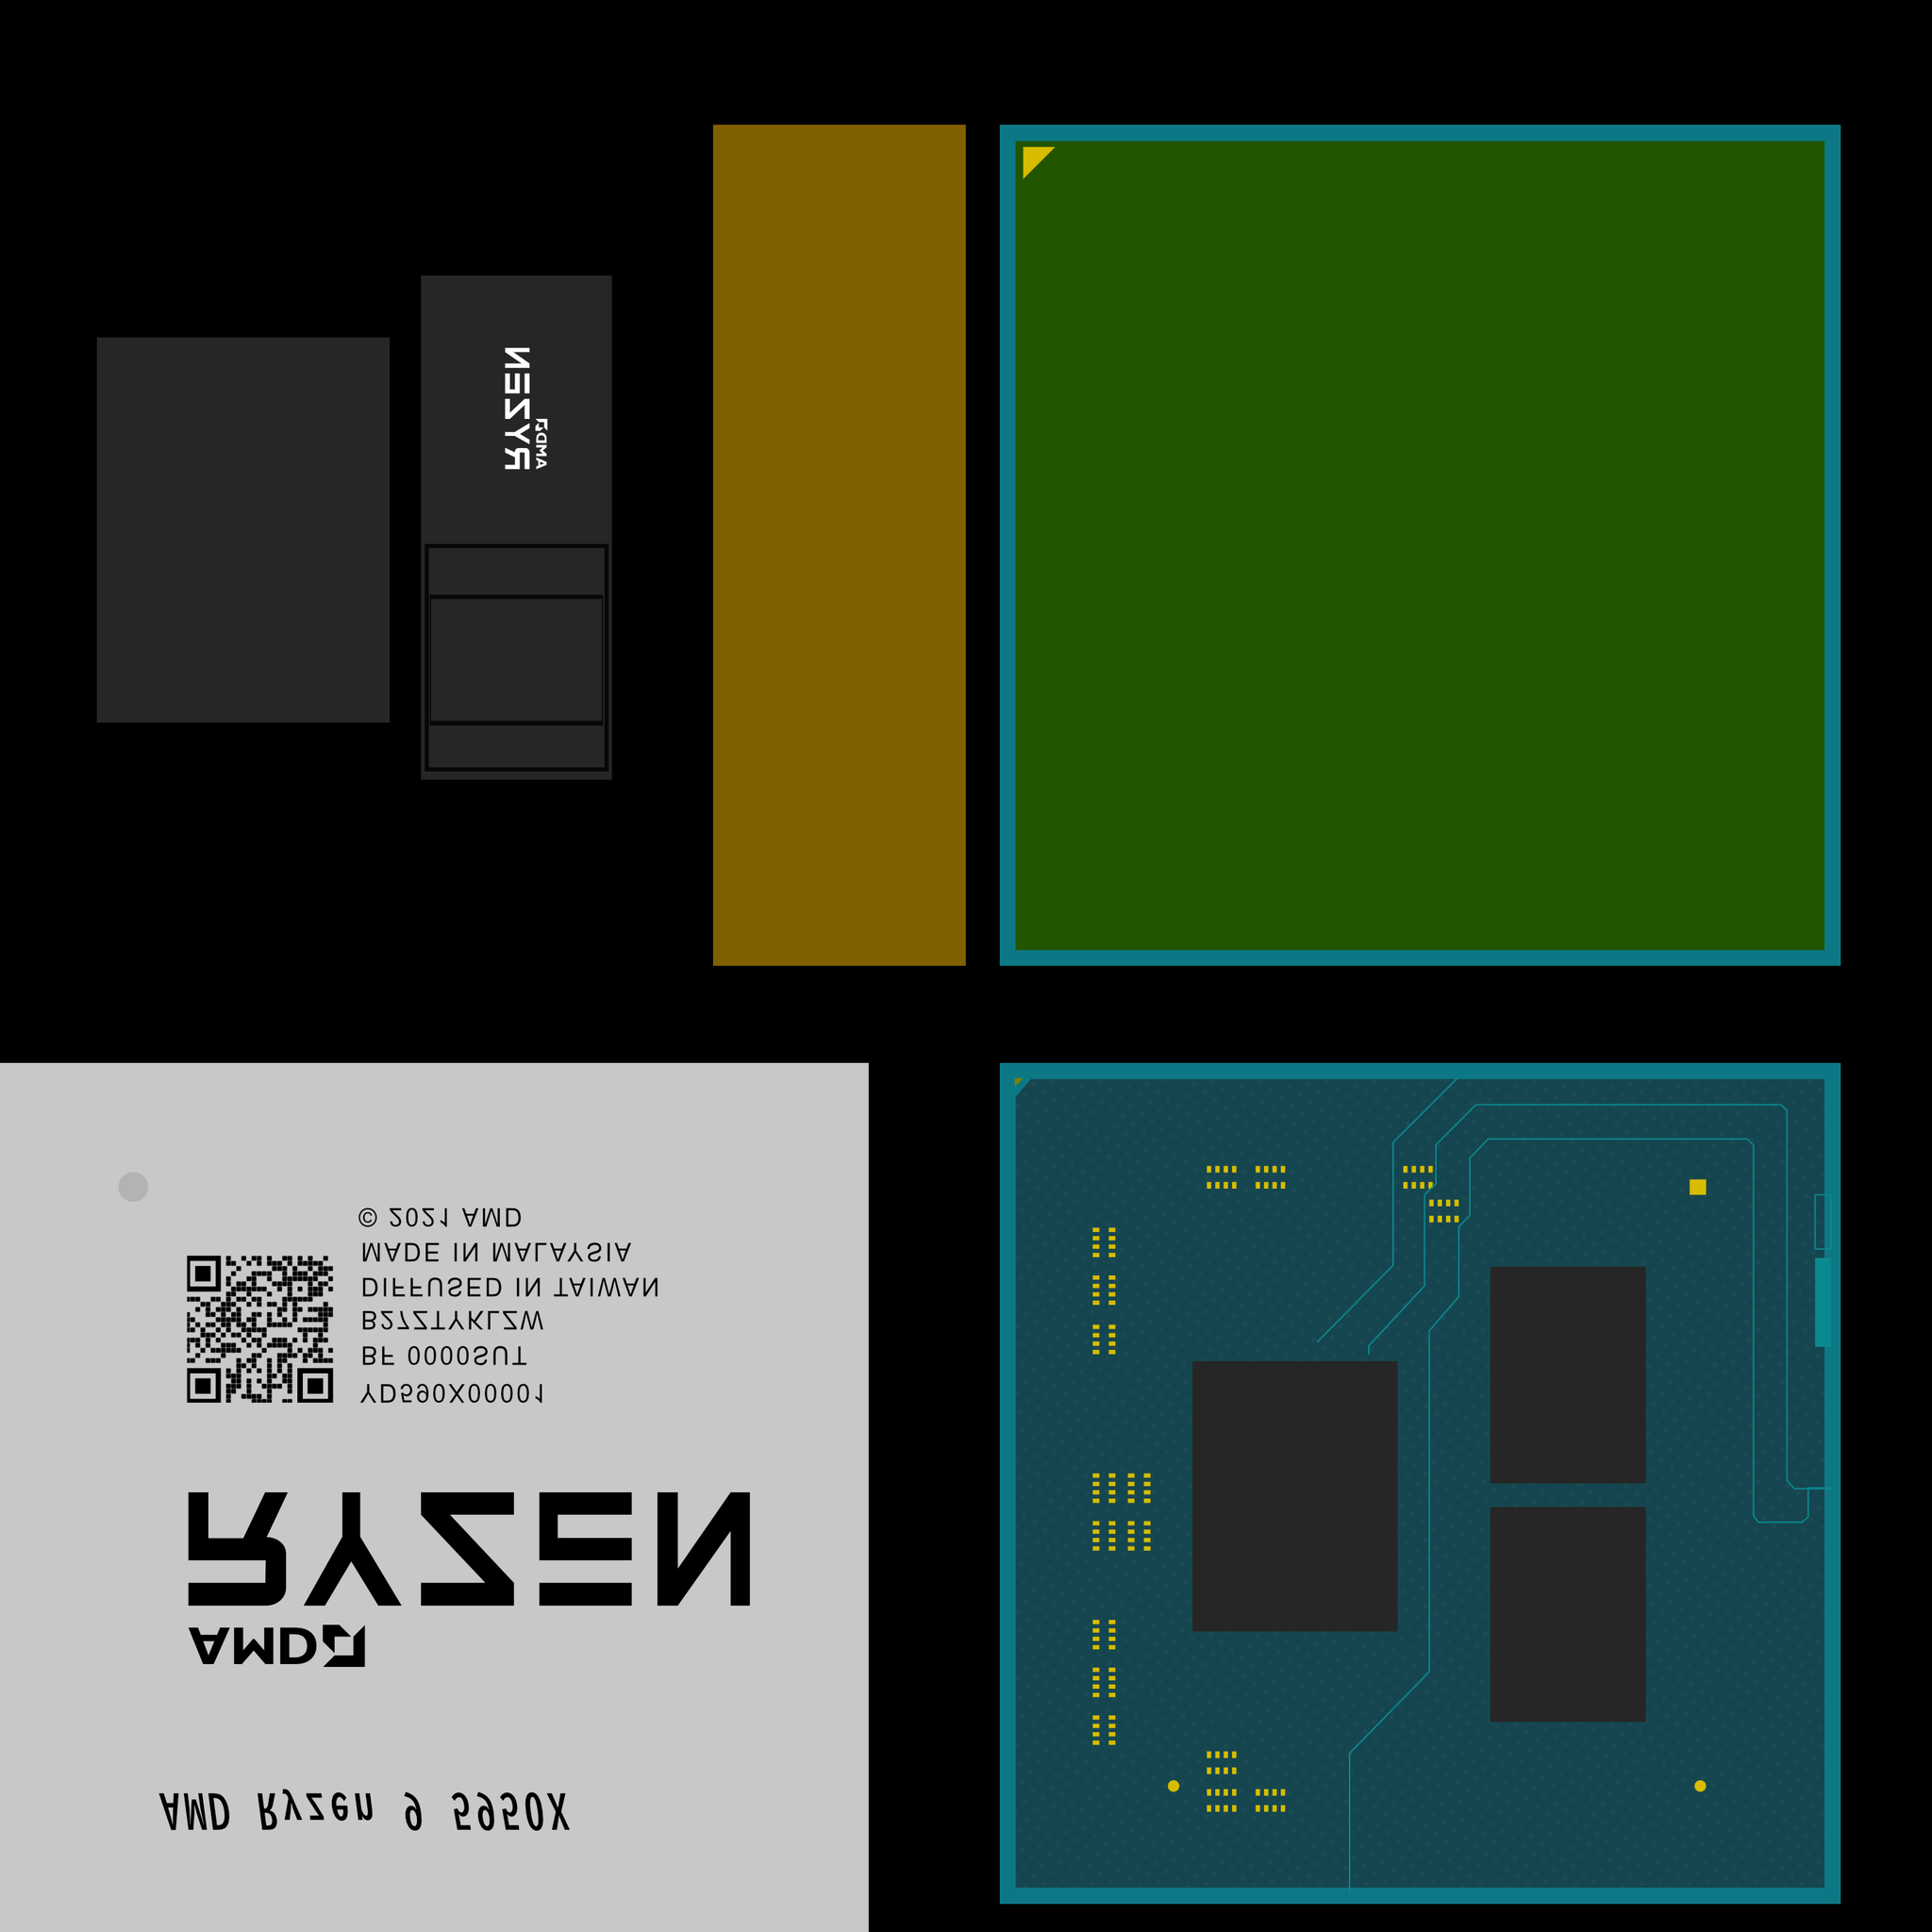 AMD
RYZEN
AMD Ryzen 9 5950X
AMD
RYZEN
YD590X00001
BF 0000SUT
B27ZTYKLZW
DIFFUSED IN TAIWAN
MADE IN MALAYSIA
© 2021 AMD